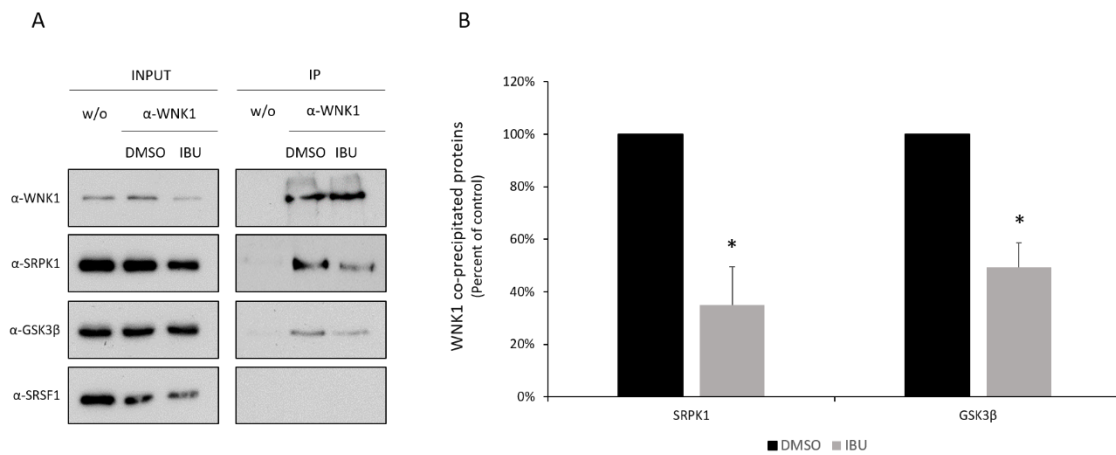 A
INPUT
IP
w/o
α-WNK1
w/o
α-WNK1
DMSO
IBU
DMSO
IBU
α-WNK1
α-SRPK1
α-GSK3β
α-SRSF1
B
WNK1 co-precipitated proteins
(Percent of control)
120%
100%
80%
60%
40%
20%
0%
*
*
SRPK1
GSK3β
DMSO
IBU